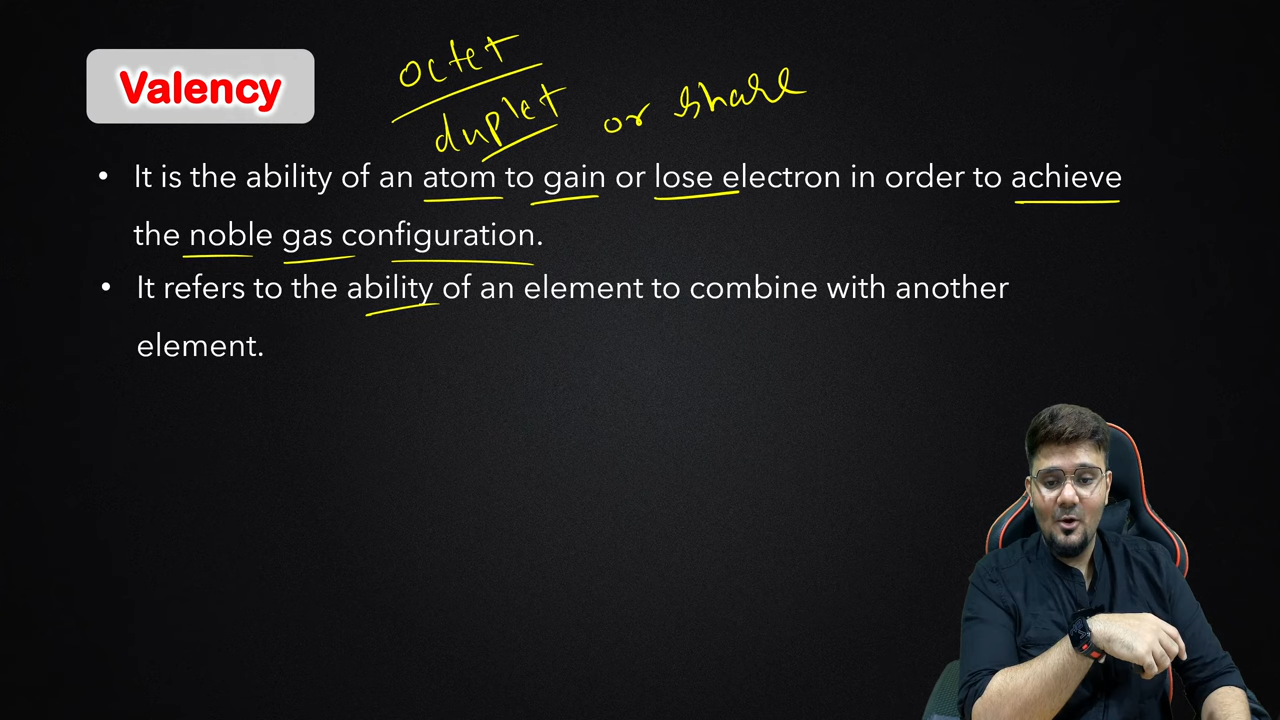 Valency
octet
duplet or share
• It is the ability of an atom to gain or lose electron in order to achieve
the noble gas configuration.
• It refers to the ability of an element to combine with another
element.